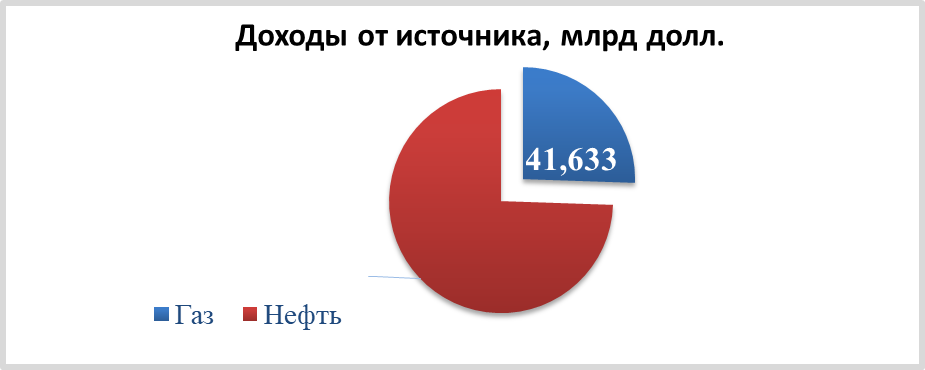 Доходы от источника, млрд долл.
41,633
Газ Нефть